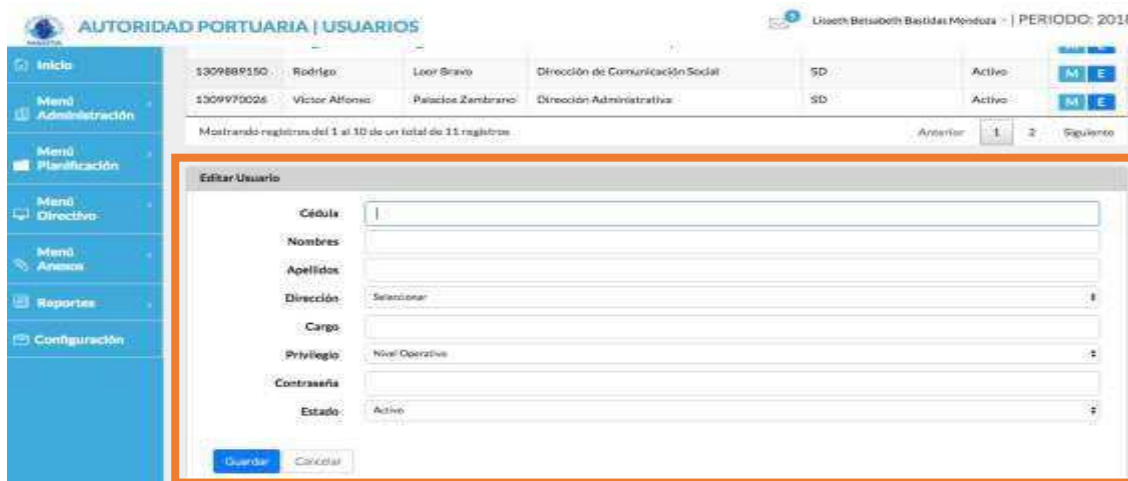 AUTORIDAD PORTUARIA | USUARIOS
2
Lisseth Betsabeth Bastidas Mendoza - | PERIODO: 2018
MANTA
Inicio
Menú
Administración
Menú
Planificación
Menú
Directivo
Menú
Anexos
Reportes
Configuración
1309889150 Rodrigo Loor Bravo Dirección de Comunicación Social SD Activo M E
1309970026 Victor Alfonso Palacios Zambrano Dirección Administrativa SD Activo M E
Mostrando registros del 1 al 10 de un total de 11 registros Anterior 1 2 Siguiente
Editar Usuario
Cédula
Nombres
Apellidos
Dirección Seleccionar
Cargo
Privilegio Nivel Operativo
Contraseña
Estado Activo
Guardar Cancelar